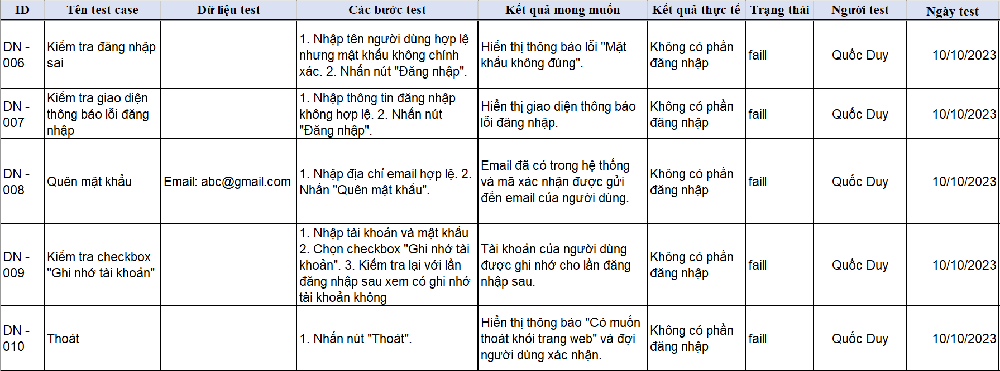 ID Tên test case Dữ liệu test Các bước test Kết quả mong muốn Kết quả thực tế Trạng thái Người test Ngày test
DN -
006
Kiểm tra đăng nhập
sai
1. Nhập tên người dùng hợp lệ
nhưng mật khẩu không chính
xác. 2. Nhấn nút "Đăng nhập".
Hiển thị thông báo lỗi "Mật
khẩu không đúng".
Không có phần
đăng nhập
faill
Quốc Duy
10/10/2023
DN -
007
Kiểm tra giao diện
thông báo lỗi đăng
nhập
1. Nhập thông tin đăng nhập
không hợp lệ. 2. Nhấn nút
"Đăng nhập".
Hiển thị giao diện thông báo
lỗi đăng nhập.
Không có phần
đăng nhập
faill
Quốc Duy
10/10/2023
DN -
008
Quên mật khẩu
Email: abc@gmail.com
1. Nhập địa chỉ email hợp lệ. 2.
Nhấn "Quên mật khẩu".
Email đã có trong hệ thống
và mã xác nhận được gửi
đến email của người dùng.
Không có phần
đăng nhập
faill
Quốc Duy
10/10/2023
DN -
009
Kiểm tra checkbox
"Ghi nhớ tài khoản"
1. Nhập tài khoản và mật khẩu
2. Chọn checkbox "Ghi nhớ tài
khoản". 3. Kiểm tra lại với lần
đăng nhập sau xem có ghi nhớ
tài khoản không
Tài khoản của người dùng
được ghi nhớ cho lần đăng
nhập sau.
Không có phần
đăng nhập
faill
Quốc Duy
10/10/2023
DN -
010
Thoát
1. Nhấn nút "Thoát".
Hiển thị thông báo "Có muốn
thoát khỏi trang web" và đợi
người dùng xác nhận.
Không có phần
đăng nhập
faill
Quốc Duy
10/10/2023